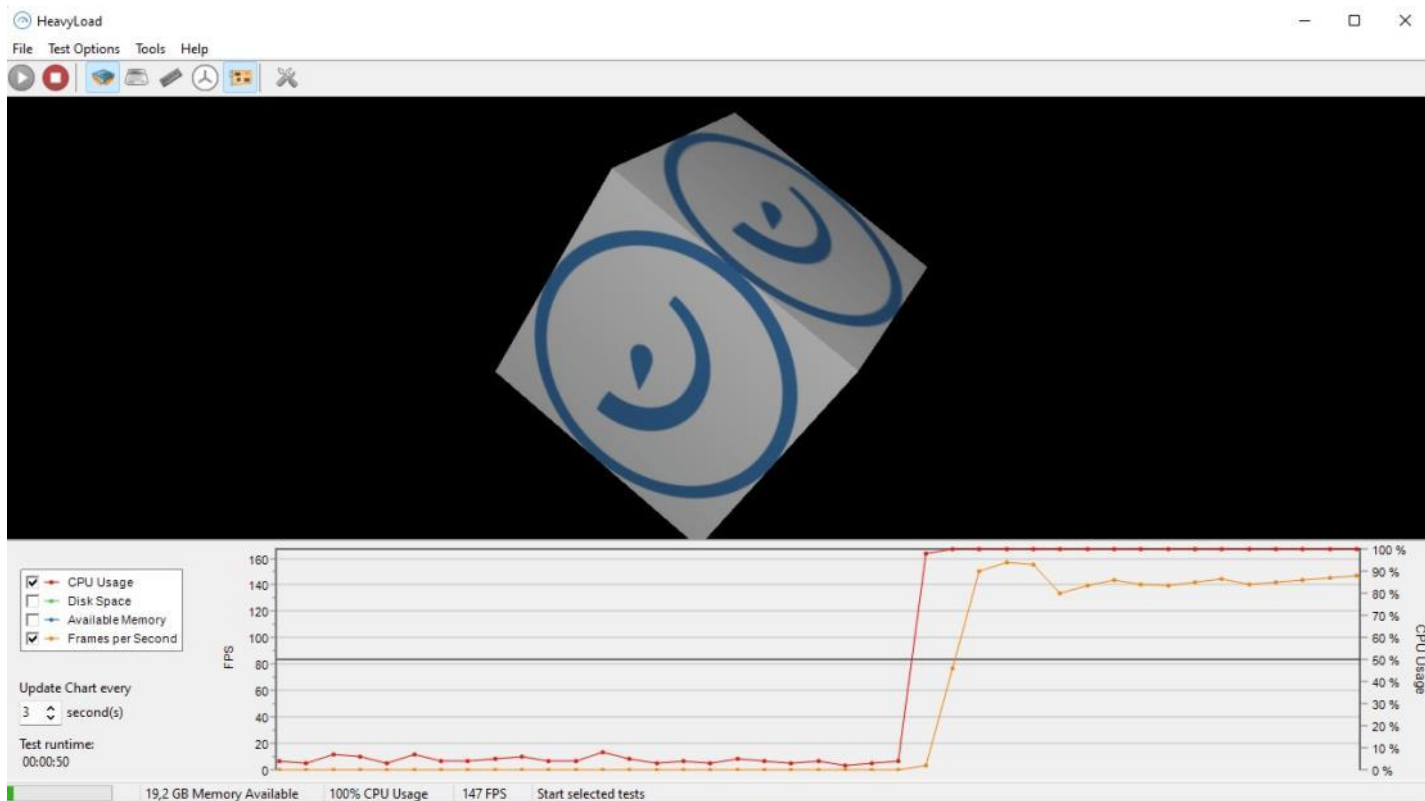 HeavyLoad
File Test Options Tools Help
160
140
120
100
80
60
40
20
0
FPS
100 %
90 %
80 %
70 %
60 %
50 %
40 %
30 %
20 %
10 %
0 %
CPU Usage
CPU Usage
Disk Space
Available Memory
Frames per Second
Update Chart every
3 second(s)
Test runtime:
00:00:50
19,2 GB Memory Available 100% CPU Usage 147 FPS Start selected tests